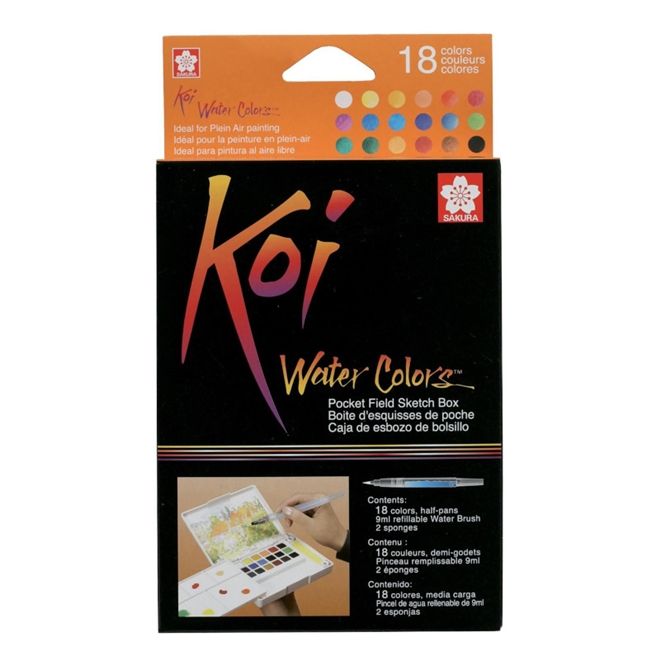 SAKURA
18 colors
couleurs
colores
Koi Water Colors™
Ideal for Plein Air painting
Idéal pour la peinture en plein-air
Ideal para pintura al aire libre
Koi
SAKURA
Water Colors™
Pocket Field Sketch Box
Boite d'esquisses de poche
Caja de esbozo de bolsillo
Contents:
18 colors, half-pans
9ml refillable Water Brush
2 sponges
Contenu :
18 couleurs, demi-godets
Pinceau remplissable 9ml
2 éponges
Contenido:
18 colores, media carga
Pincel de agua rellenable de 9ml
2 esponjas